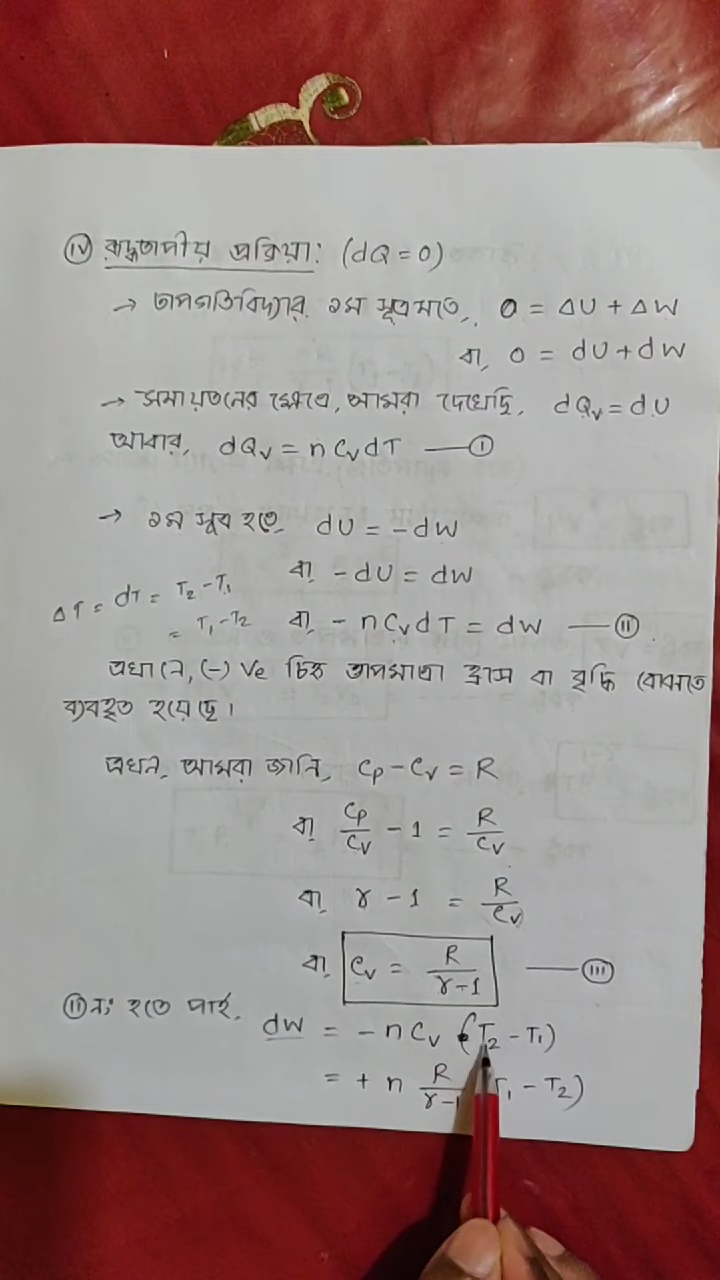 (iv) রুদ্ধতাপীয় প্রক্রিয়া: (dQ = 0)
→ তাপগতিবিদ্যার ১ম সূত্রমতে, 0 = ΔU + ΔW
বা, 0 = dU + dW
→ সমায়তনের ক্ষেত্রে, আমরা দেখেছি, dQᵥ = dU
আবার, dQᵥ = nCᵥdT —— (i)
→ ১ম সূত্র হতে, dU = -dW
বা, -dU = dW
ΔT = dT = T₂ - T₁
= T₁ - T₂ বা, - nCᵥdT = dW —— (ii)
এখানে, (-) ve চিহ্ন তাপমাত্রা হ্রাস বা বৃদ্ধি বোঝাতে
ব্যবহৃত হয়েছে।
এখন, আমরা জানি, Cp - Cᵥ = R
বা, Cp/Cᵥ - 1 = R/Cᵥ
বা, γ - 1 = R/Cᵥ
বা, Cᵥ = R/(γ-1) —— (iii)
(ii) নং হতে পাই, dW = -nCᵥ (T₂ - T₁)
= + n R/γ-1 T₁ - T₂)